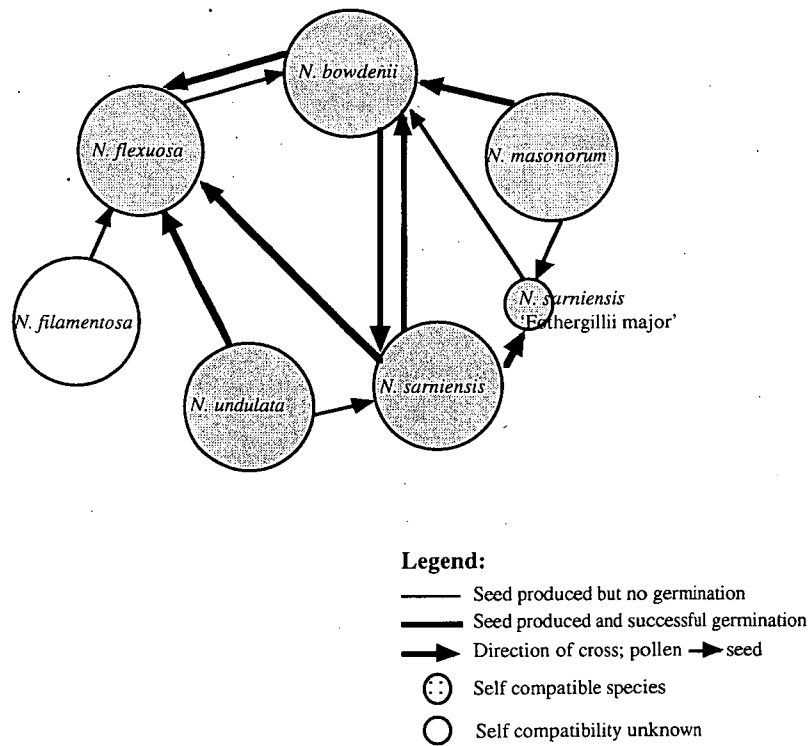 N. bowdenii
N. flexuosa
N. masonorum
N. filamentosa
N. sarniensis
'Fothergillii major'
N. sarniensis
N. undulata
Legend:
Seed produced but no germination
Seed produced and successful germination
Direction of cross; pollen → seed
Self compatible species
Self compatibility unknown